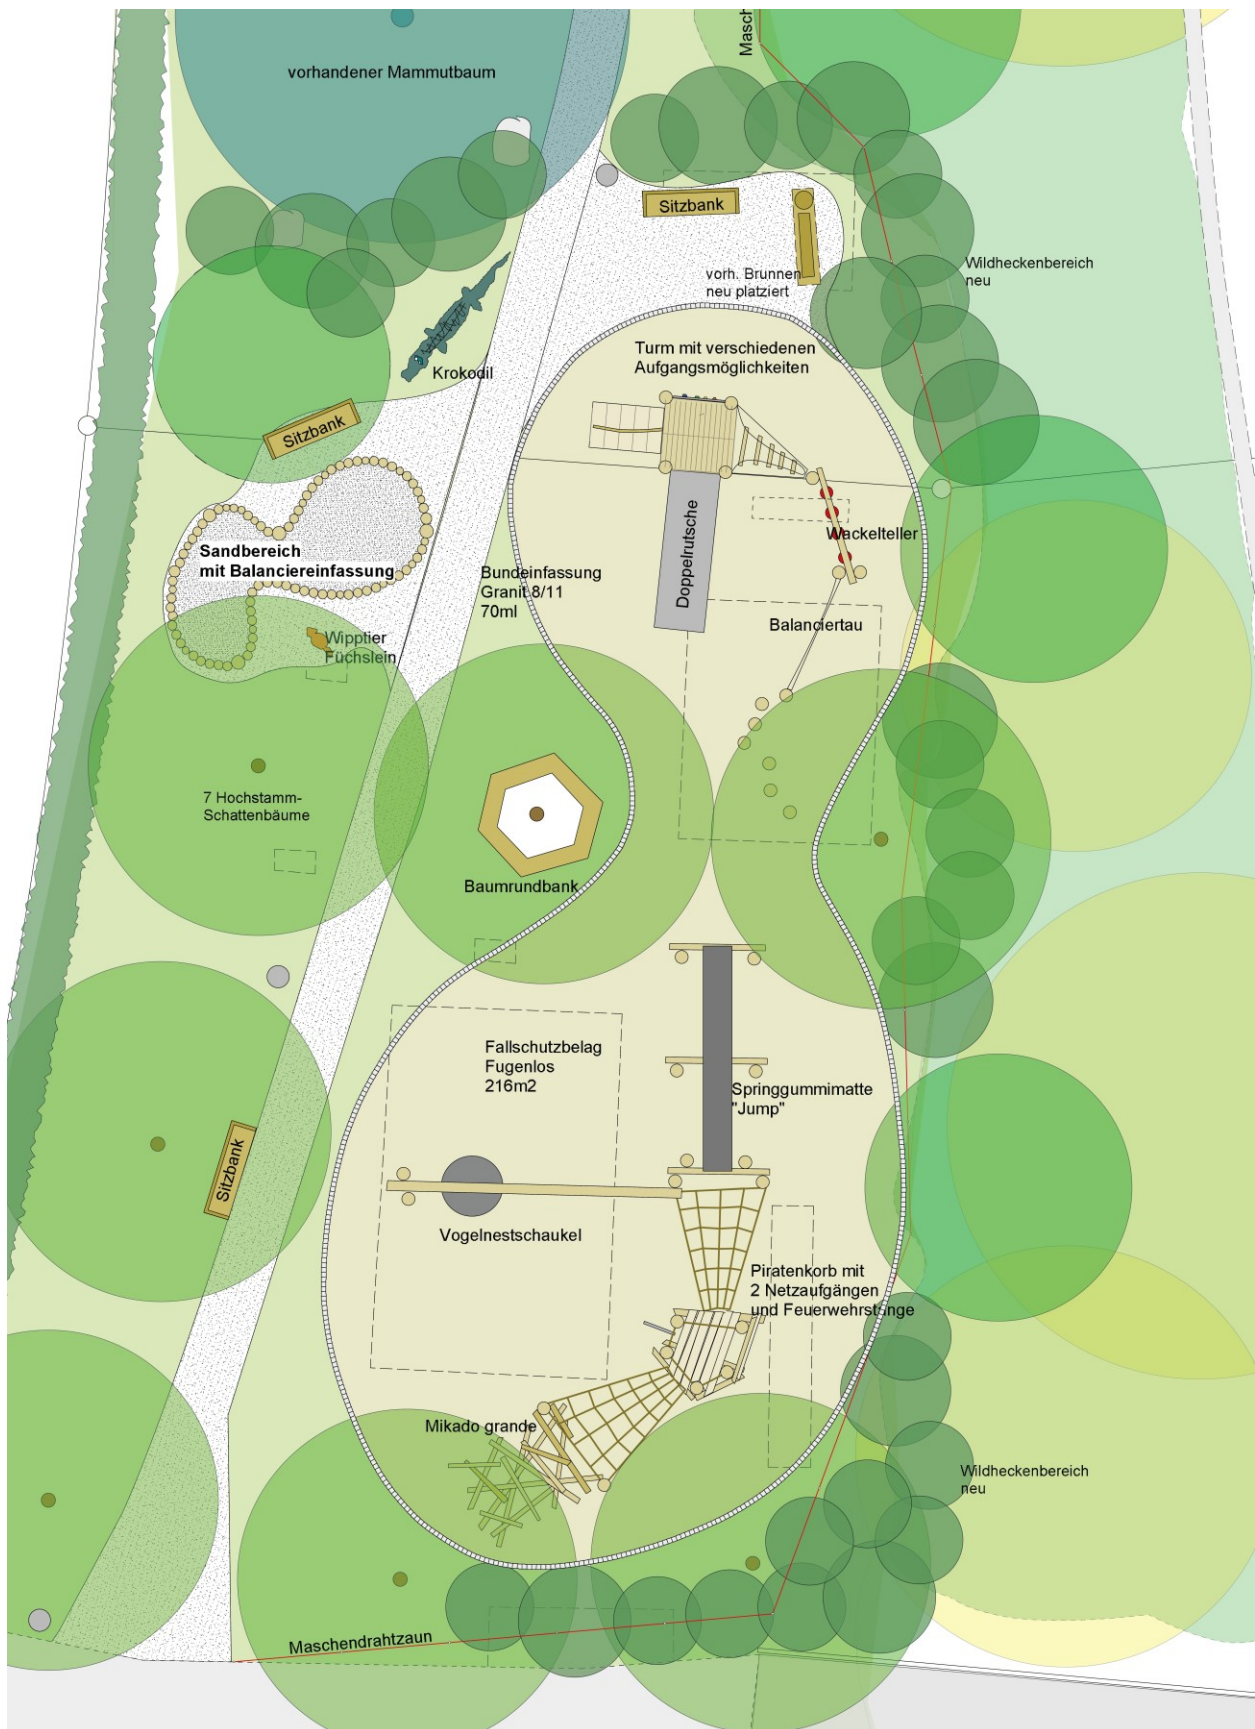 Masch
vorhandener Mammutbaum
Sitzbank
Wildheckenbereich
neu
vorh. Brunnen
neu platziert
Turm mit verschiedenen
Aufgangsmöglichkeiten
Krokodil
Sitzbank
Sandbereich
mit Balanciereinfassung
Wackelteller
Doppelrutsche
Bundeinfassung
Granit 8/11
70ml
Balanciertau
Wipptier
Füchslein
7 Hochstamm-
Schattenbäume
Baumrundbank
Fallschutzbelag
Fugenlos
216m2
Springgummimatte
"Jump"
Sitzbank
Vogelnestschaukel
Piratenkorb mit
2 Netzaufgängen
und Feuerwehrstange
Mikado grande
Wildheckenbereich
neu
Maschendrahtzaun